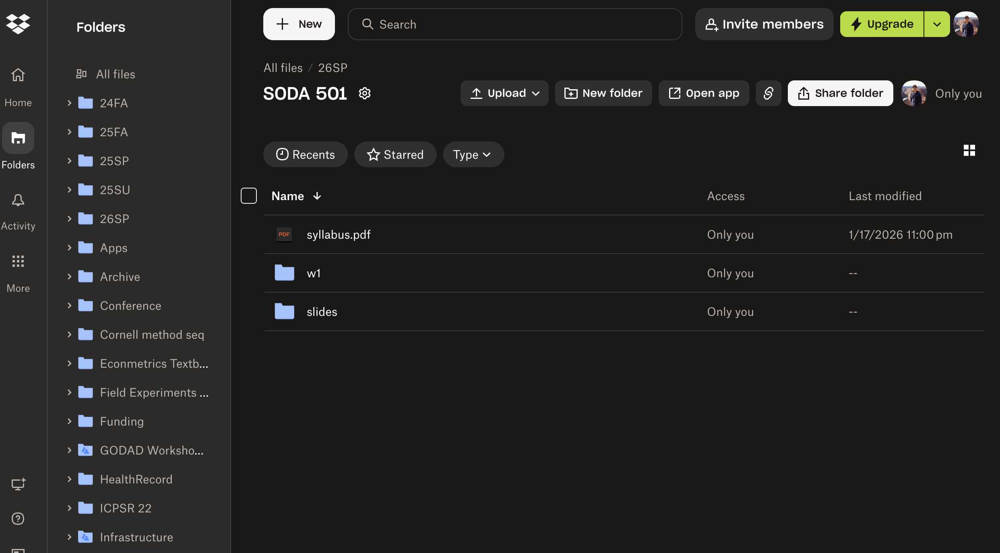 Home
Folders
Activity
More
Folders
All files
24FA
25FA
25SP
25SU
26SP
Apps
Archive
Conference
Cornell method seq
Econmetrics Textb...
Field Experiments ...
Funding
GODAD Worksho...
HealthRecord
ICPSR 22
Infrastructure
New
Search
Invite members
Upgrade
All files / 26SP
SODA 501
Upload
New folder
Open app
Share folder
Only you
Recents
Starred
Type
Name
Access
Last modified
PDF
syllabus.pdf
Only you
1/17/2026 11:00 pm
w1
Only you
--
slides
Only you
--